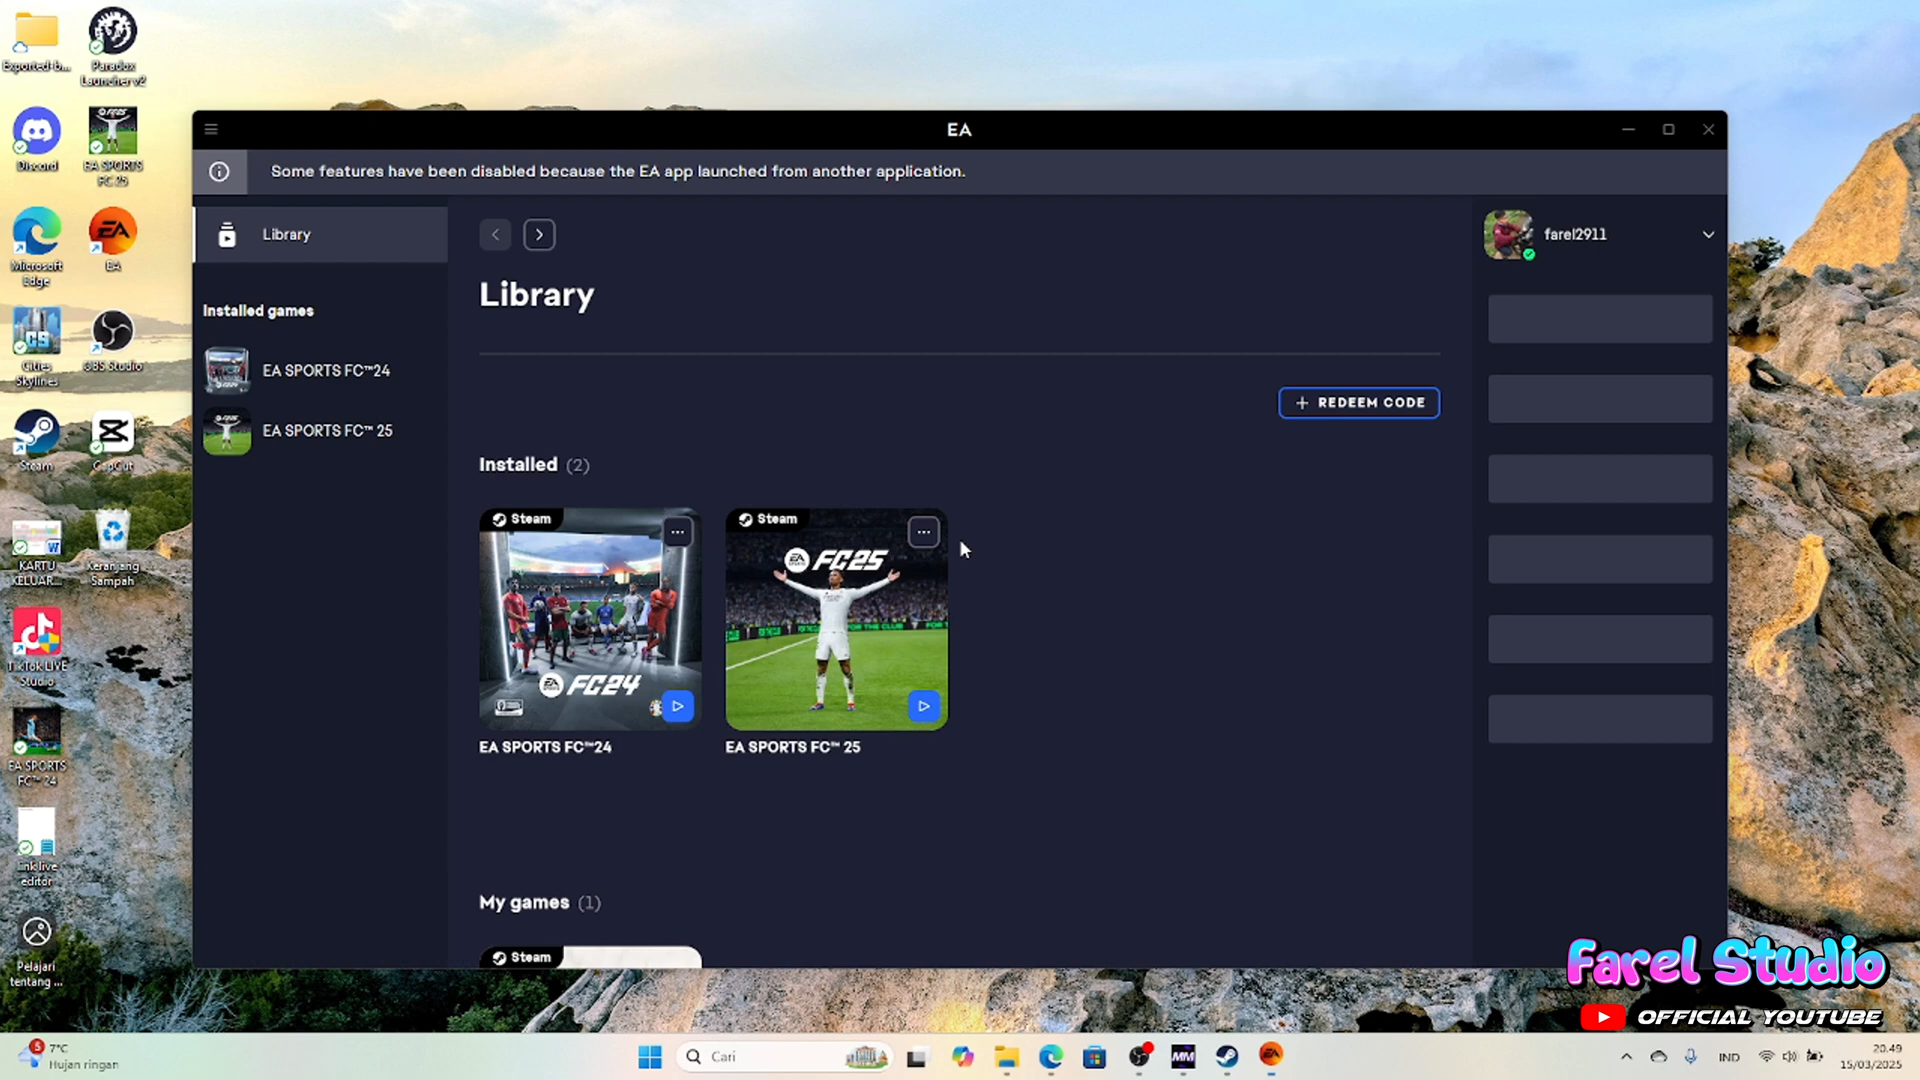 Exported-b...
Paradox
Launcher v2
Discord
EA SPORTS
FC 25
Microsoft
Edge
EA
Cities
Skylines
OBS Studio
Steam
CapCut
KARTU
KELUAR...
Keranjang
Sampah
TikTok LIVE
Studio
EA SPORTS
FC™ 24
link live
editor
Pelajari
tentang ...
EA
Some features have been disabled because the EA app launched from another application.
Library
Installed games
EA SPORTS FC™24
EA SPORTS FC™ 25
Library
+ REDEEM CODE
Installed (2)
Steam
FC24
EA SPORTS FC™24
Steam
FC25
EA SPORTS FC™ 25
My games (1)
Steam
farel2911
Farel Studio
OFFICIAL YOUTUBE
5
7°C
Hujan ringan
Cari
MM
IND
20.49
15/03/2025